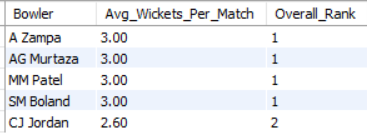 Bowler Avg_Wickets_Per_Match Overall_Rank
A Zampa 3.00 1
AG Murtaza 3.00 1
MM Patel 3.00 1
SM Boland 3.00 1
CJ Jordan 2.60 2